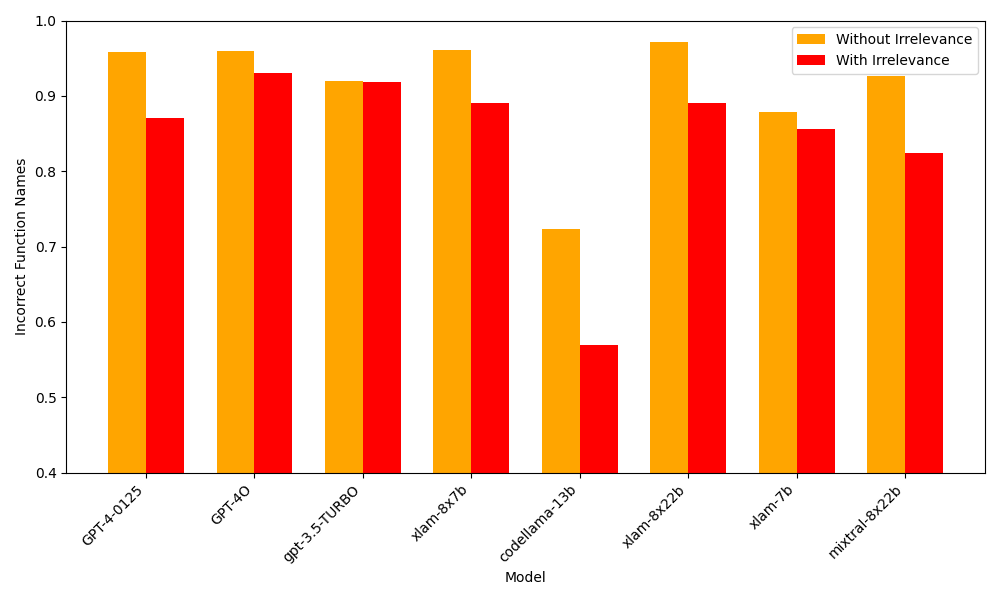 Without Irrelevance
With Irrelevance
Incorrect Function Names
1.0
0.9
0.8
0.7
0.6
0.5
0.4
GPT-4-0125
GPT-4O
gpt-3.5-TURBO
xlam-8x7b
codellama-13b
xlam-8x22b
xlam-7b
mixtral-8x22b
Model